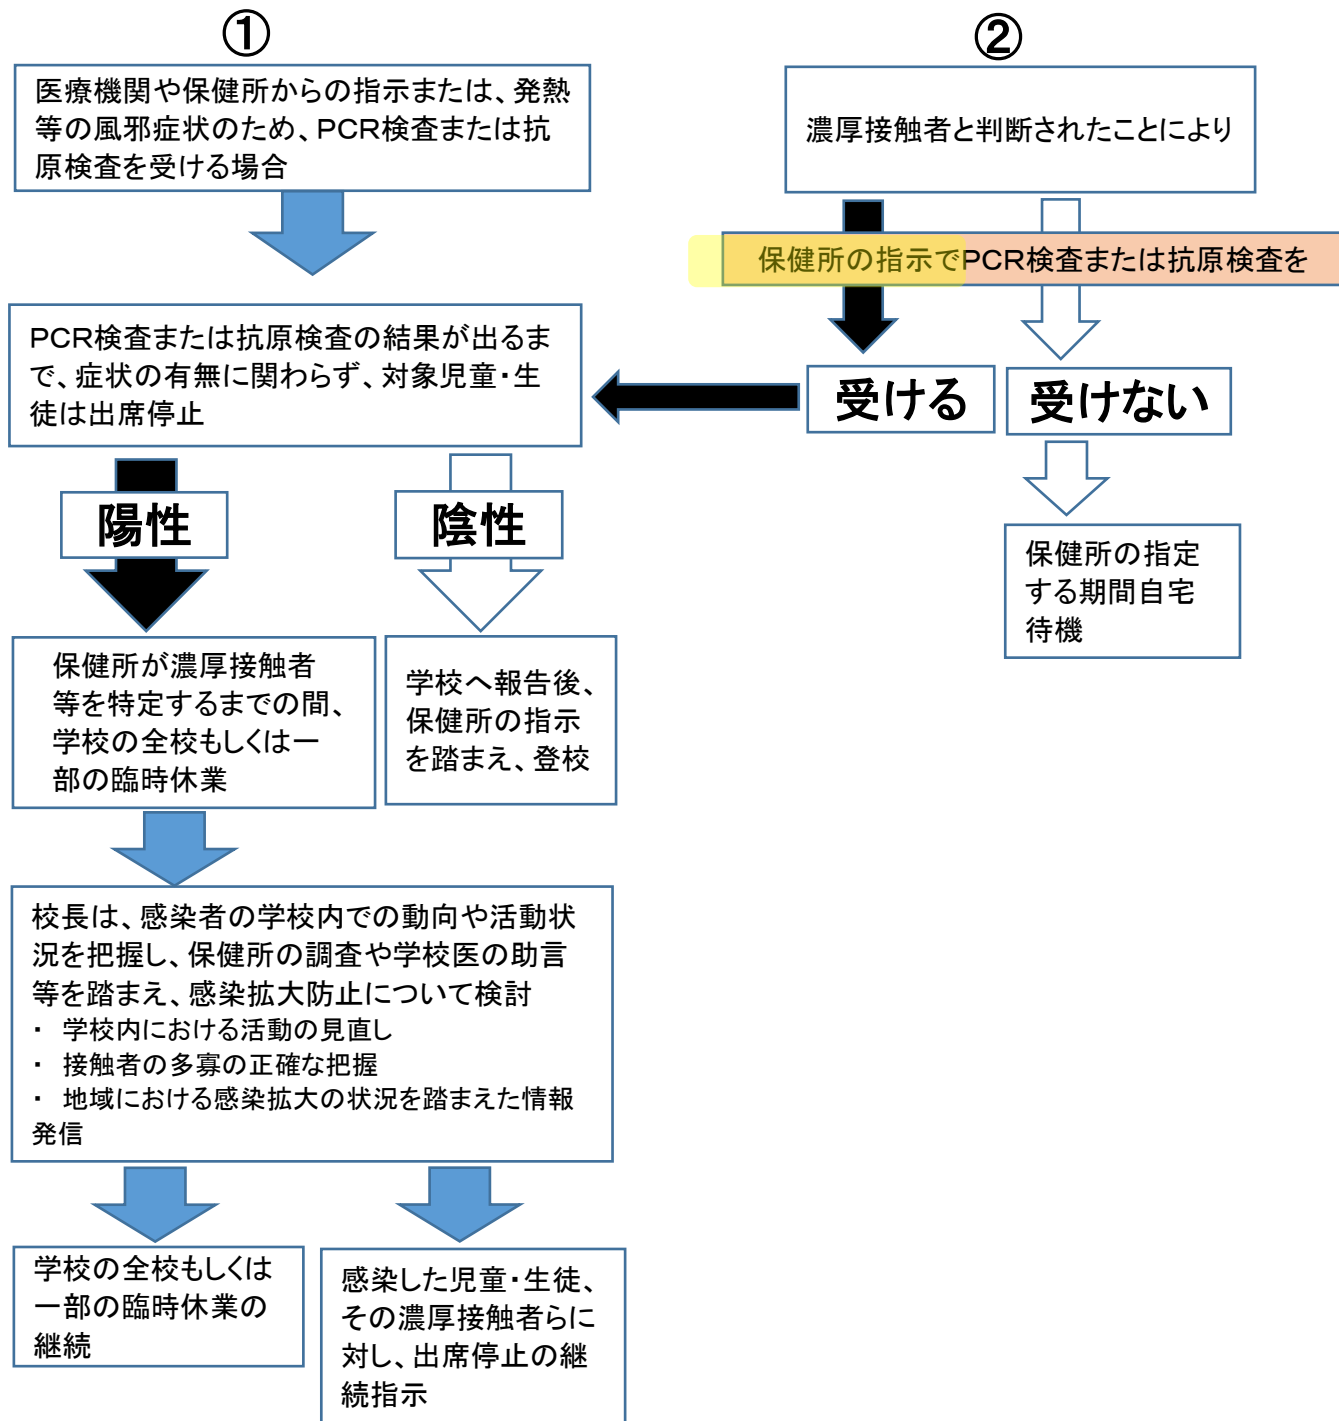 ①
医療機関や保健所からの指示または、発熱
等の風邪症状のため、PCR検査または抗
原検査を受ける場合
②
濃厚接触者と判断されたことにより
保健所の指示でPCR検査または抗原検査を
受ける
受けない
保健所の指定
する期間自宅
待機
PCR検査または抗原検査の結果が出るま
で、症状の有無に関わらず、対象児童・生
徒は出席停止
陽性
陰性
保健所が濃厚接触者
等を特定するまでの間、
学校の全校もしくは一
部の臨時休業
学校へ報告後、
保健所の指示
を踏まえ、登校
校長は、感染者の学校内での動向や活動状
況を把握し、保健所の調査や学校医の助言
等を踏まえ、感染拡大防止について検討
・ 学校内における活動の見直し
・ 接触者の多寡の正確な把握
・ 地域における感染拡大の状況を踏まえた情報
発信
学校の全校もしくは
一部の臨時休業の
継続
感染した児童・生徒、
その濃厚接触者らに
対し、出席停止の継
続指示